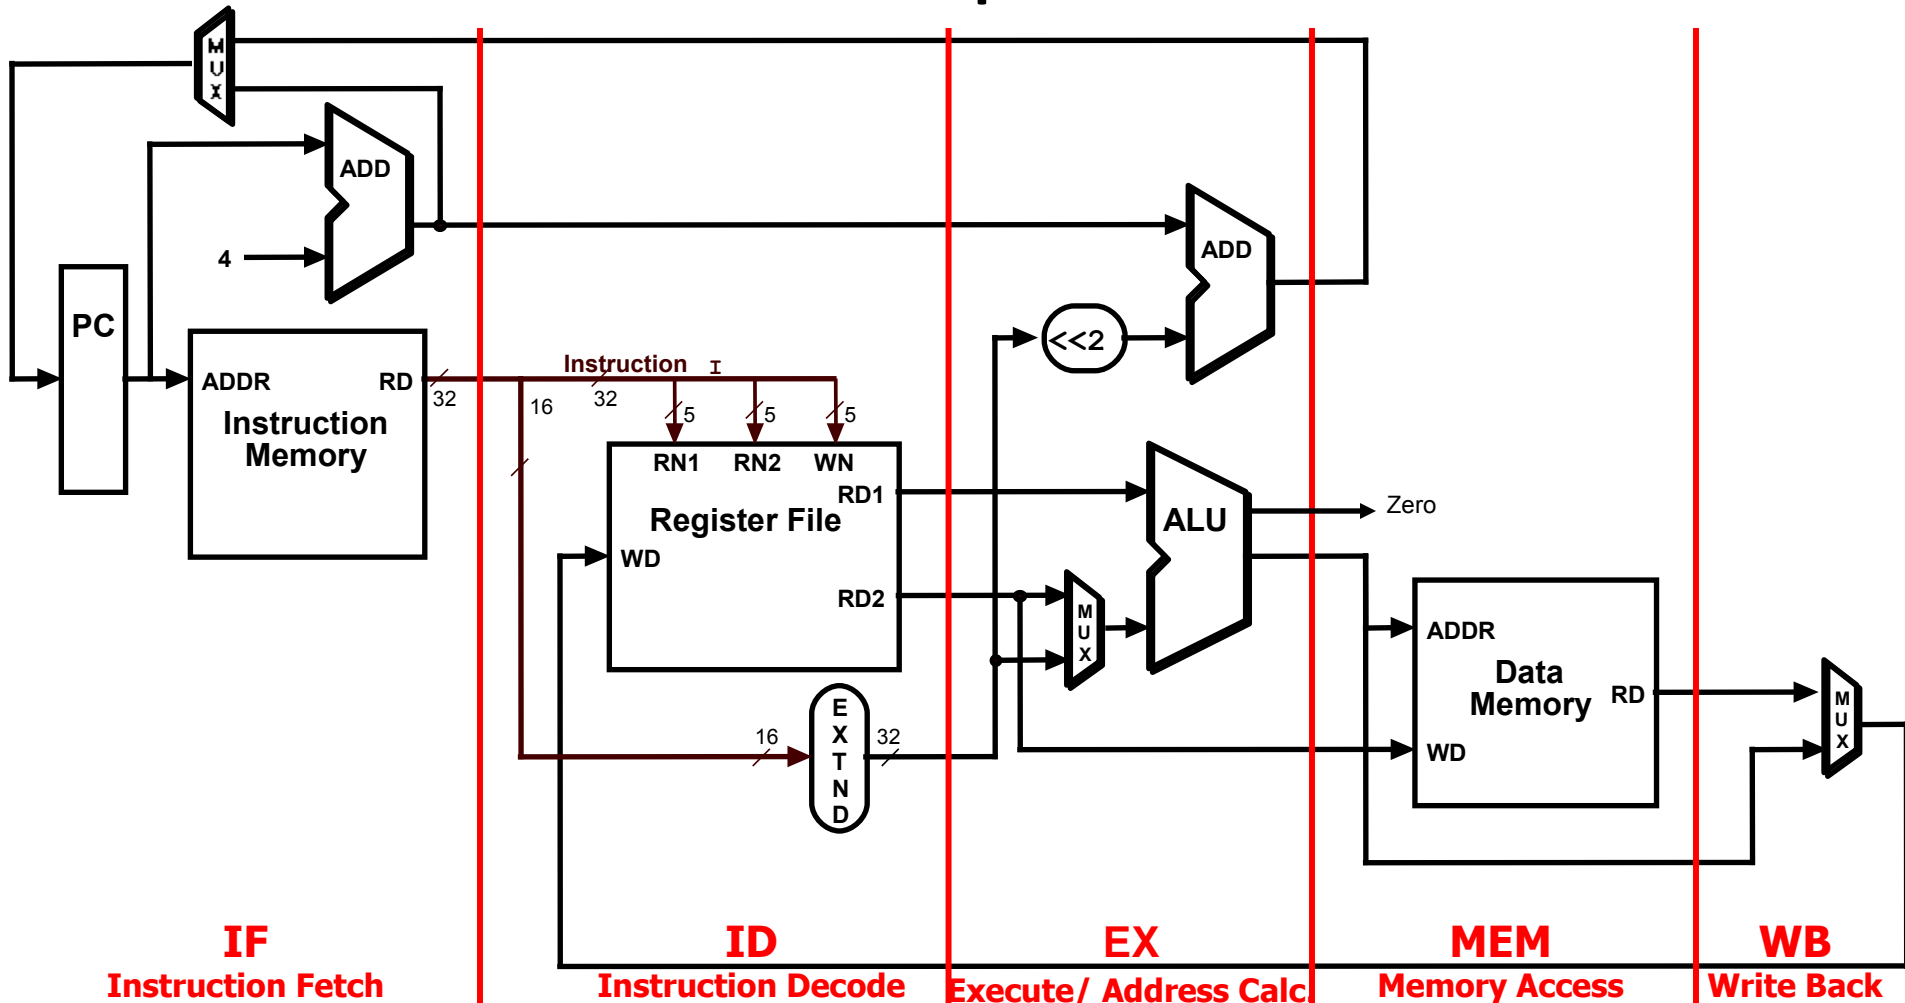 MUX
ADD
4
ADD
PC
<<2
Instruction I
ADDR
RD
32
16
32
5
5
5
Instruction
Memory
RN1
RN2
WN
RD1
Register File
ALU
Zero
WD
RD2
MUX
ADDR
Data
Memory
RD
WD
MUX
EXTND
16
32
IF
ID
EX
MEM
WB
Instruction Fetch
Instruction Decode
Execute/ Address Calc.
Memory Access
Write Back